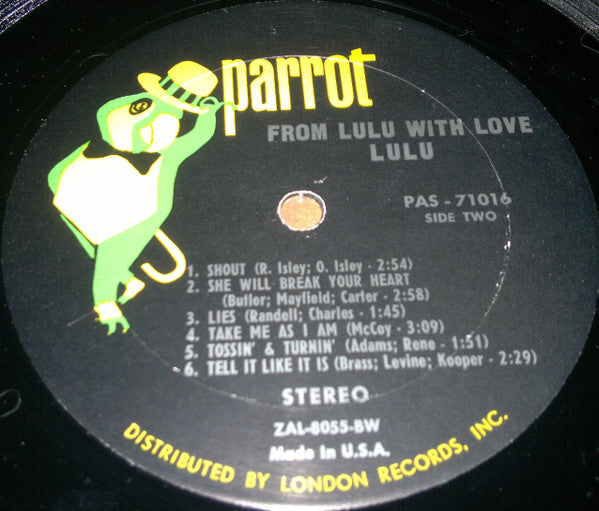 parrot
FROM LULU WITH LOVE
LULU
PAS - 71016
SIDE TWO
1. SHOUT (R. Isley; O. Isley - 2:54)
2. SHE WILL BREAK YOUR HEART
(Butler; Mayfield; Carter - 2:58)
3. LIES (Randell; Charles - 1:45)
4. TAKE ME AS I AM (McCoy - 3:09)
5. TOSSIN' & TURNIN' (Adams; Rene - 1:51)
6. TELL IT LIKE IT IS (Brass; Levine; Kooper - 2:29)
STEREO
ZAL-8055-BW
Made In U.S.A.
DISTRIBUTED BY LONDON RECORDS, INC.